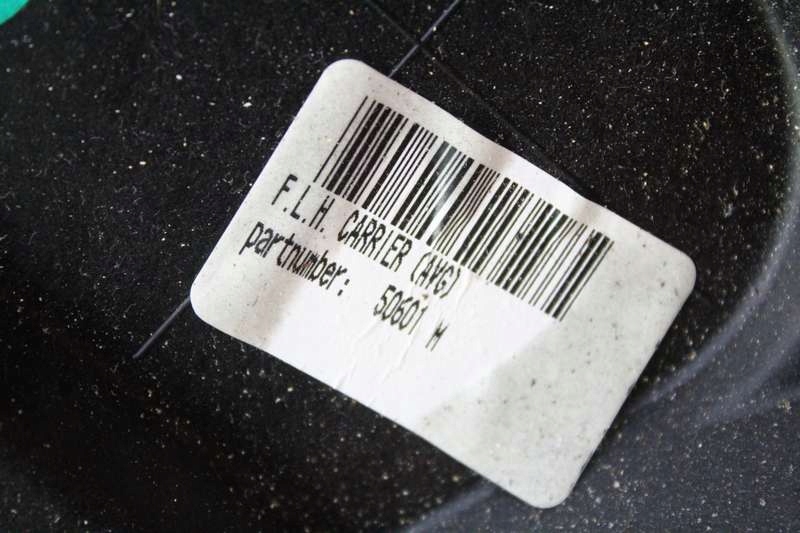 F.L.H CARRIER (AVG)
partnumber: 50601 H